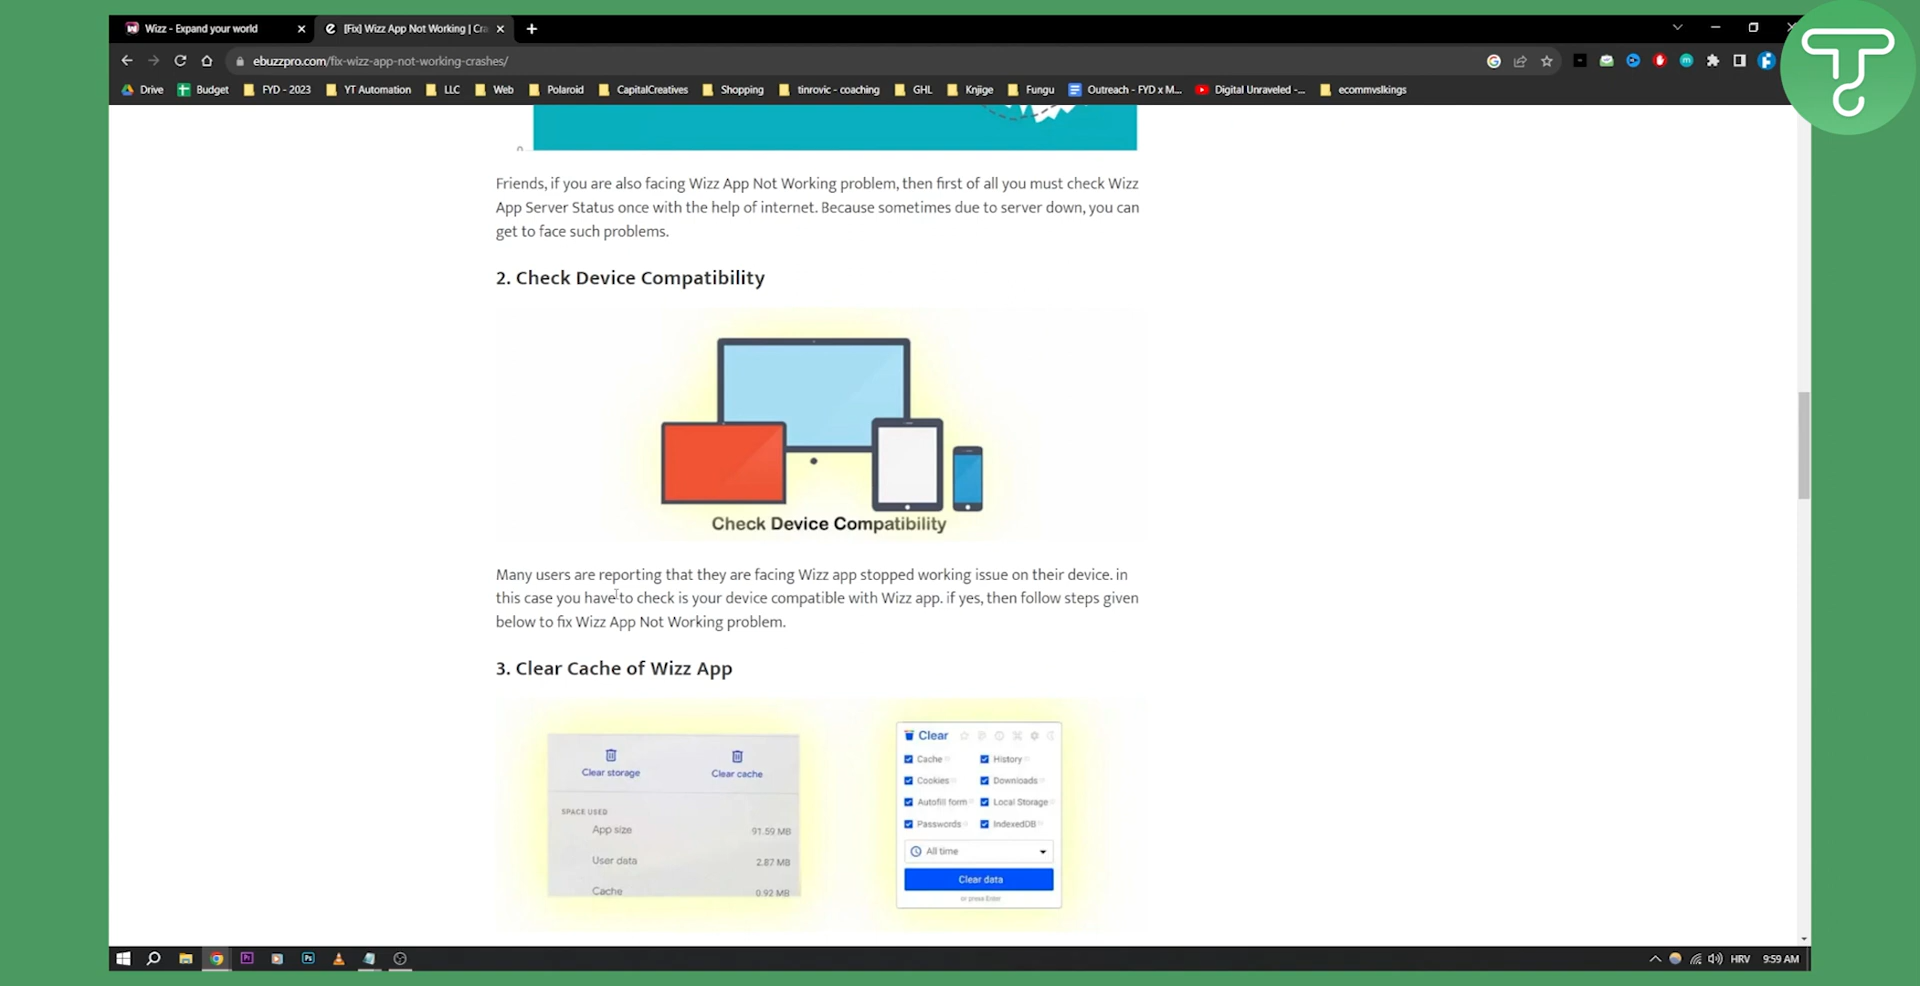 Wizz - Expand your world
[Fix] Wizz App Not Working | Cra
ebuzzpro.com/fix-wizz-app-not-working-crashes/
Drive
Budget
FYD - 2023
YT Automation
LLC
Web
Polaroid
CapitalCreatives
Shopping
tinrovic - coaching
GHL
Knjige
Fungu
Outreach - FYD x M...
Digital Unraveled -...
ecommvslkings
0
Friends, if you are also facing Wizz App Not Working problem, then first of all you must check Wizz
App Server Status once with the help of internet. Because sometimes due to server down, you can
get to face such problems.
2. Check Device Compatibility
Check Device Compatibility
Many users are reporting that they are facing Wizz app stopped working issue on their device. in
this case you have to check is your device compatible with Wizz app. if yes, then follow steps given
below to fix Wizz App Not Working problem.
3. Clear Cache of Wizz App
Clear storage
Clear cache
SPACE USED
App size 91.59 MB
User data 2.87 MB
Cache 0.92 MB
Clear
Cache
History
Cookies
Downloads
Autofill form
Local Storage
Passwords
IndexedDB
All time
Clear data
or press Enter
HRV
9:59 AM